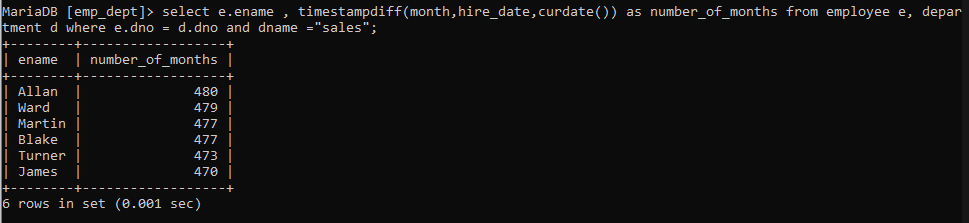 MariaDB [emp_dept]> select e.ename , timestampdiff(month,hire_date,curdate()) as number_of_months from employee e, depar
tment d where e.dno = d.dno and dname ="sales";
+--------+------------------+
| ename  | number_of_months |
+--------+------------------+
| Allan  |              480 |
| Ward   |              479 |
| Martin |              477 |
| Blake  |              477 |
| Turner |              473 |
| James  |              470 |
+--------+------------------+
6 rows in set (0.001 sec)